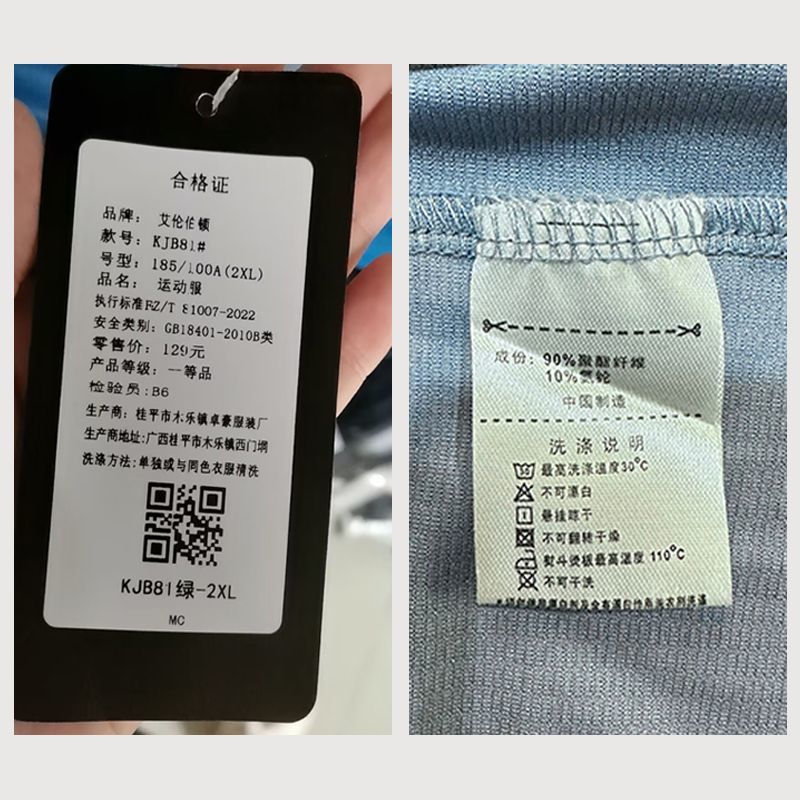 合格证
品牌: 艾伦伯顿
款号: KJB81#
号型: 185/100A(2XL)
品名: 运动服
执行标准FZ/T 81007-2022
安全类别: GB18401-2010B类
零售价: 129元
产品等级: 一等品
检验员: B6
生产商: 桂平市木乐镇卓豪服装厂
生产商地址: 广西桂平市木乐镇西门垌
洗涤方法: 单独或与同色衣服清洗
KJB81绿-2XL
MC
成份: 90%聚酯纤维
10%氨纶
中国制造
洗涤说明
最高洗涤温度30°C
不可漂白
悬挂晾干
不可翻转干燥
熨斗烫板最高温度 110°C
不可干洗